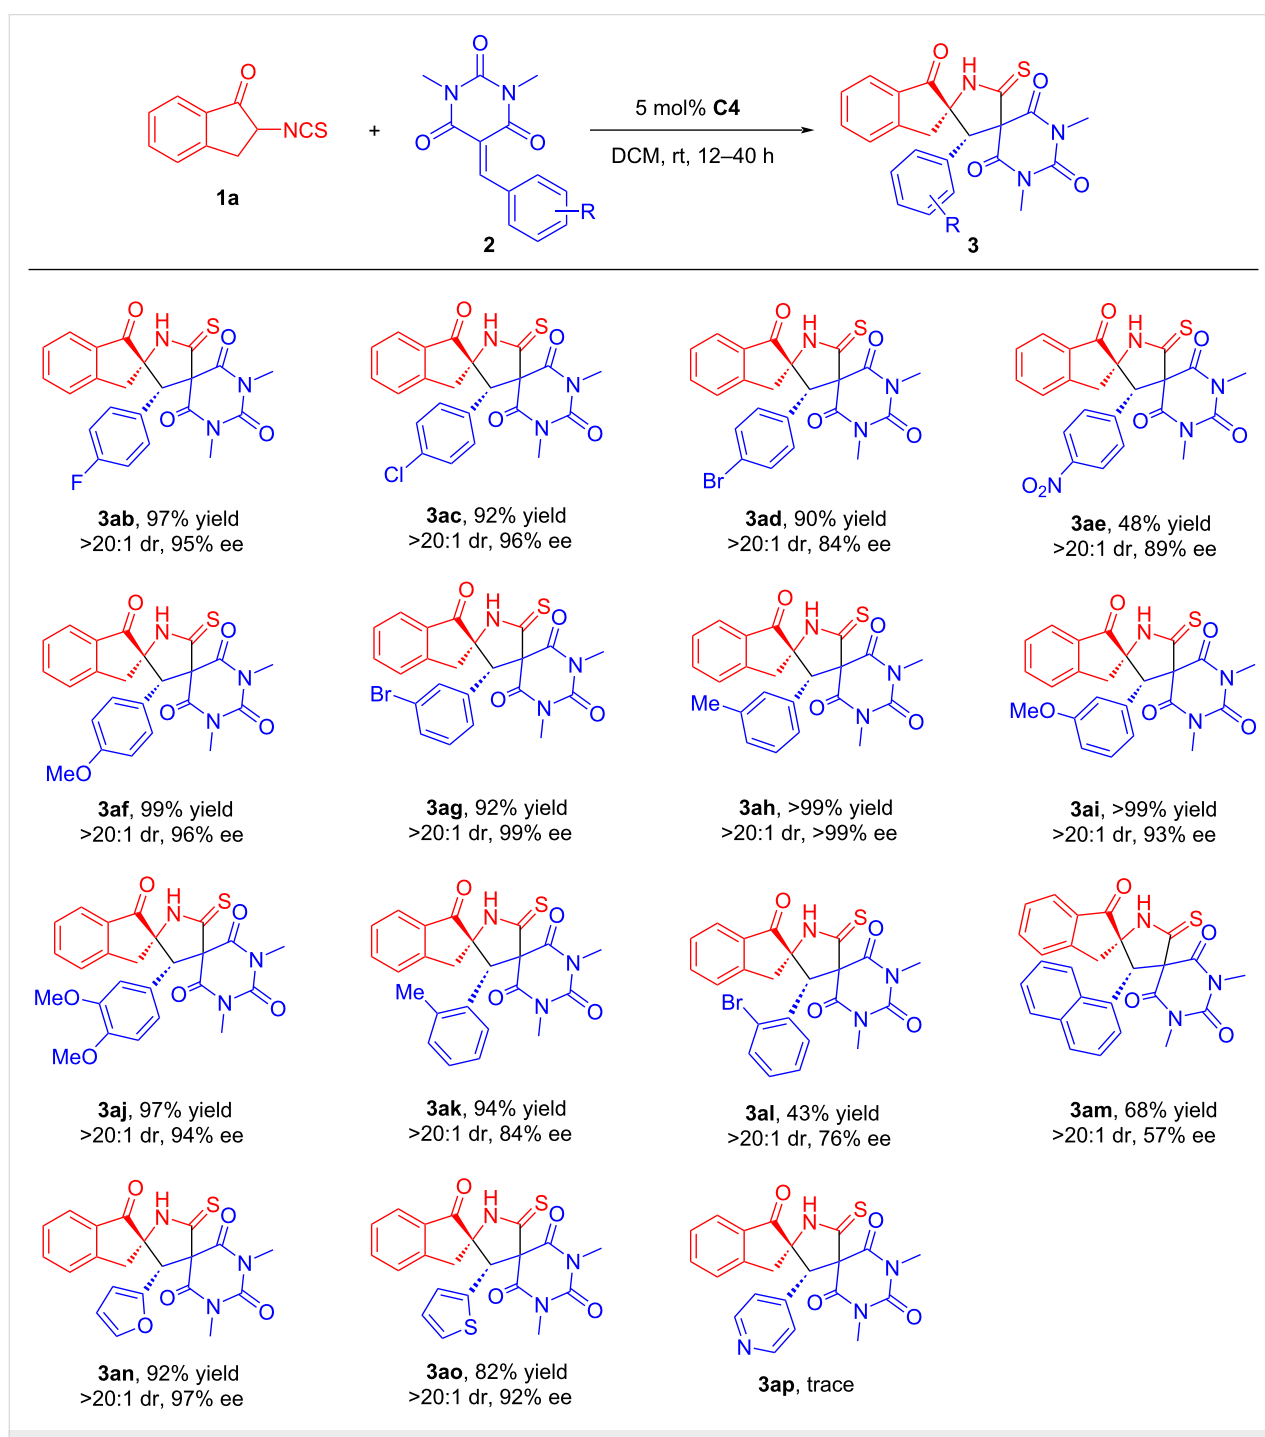 O
NCS
1a
+
O
N
N
O
O
R
2
5 mol% C4
DCM, rt, 12–40 h
O
H
N
S
O
N
O
N
O
R
3
O
H
N
S
O
N
O
N
O
F
3ab, 97% yield
>20:1 dr, 95% ee
O
H
N
S
O
N
O
N
O
Cl
3ac, 92% yield
>20:1 dr, 96% ee
O
H
N
S
O
N
O
N
O
Br
3ad, 90% yield
>20:1 dr, 84% ee
O
H
N
S
O
N
O
N
O
O2N
3ae, 48% yield
>20:1 dr, 89% ee
O
H
N
S
O
N
O
N
O
MeO
3af, 99% yield
>20:1 dr, 96% ee
O
H
N
S
O
N
O
N
O
Br
3ag, 92% yield
>20:1 dr, 99% ee
O
H
N
S
O
N
O
N
O
Me
3ah, >99% yield
>20:1 dr, >99% ee
O
H
N
S
O
N
O
N
O
MeO
3ai, >99% yield
>20:1 dr, 93% ee
O
H
N
S
O
N
O
N
O
MeO
MeO
3aj, 97% yield
>20:1 dr, 94% ee
O
H
N
S
O
N
O
N
O
Me
3ak, 94% yield
>20:1 dr, 84% ee
O
H
N
S
O
N
O
N
O
Br
3al, 43% yield
>20:1 dr, 76% ee
O
H
N
S
O
N
O
N
O
3am, 68% yield
>20:1 dr, 57% ee
O
H
N
S
O
N
O
N
O
O
3an, 92% yield
>20:1 dr, 97% ee
O
H
N
S
O
N
O
N
O
S
3ao, 82% yield
>20:1 dr, 92% ee
O
H
N
S
O
N
O
N
O
N
3ap, trace